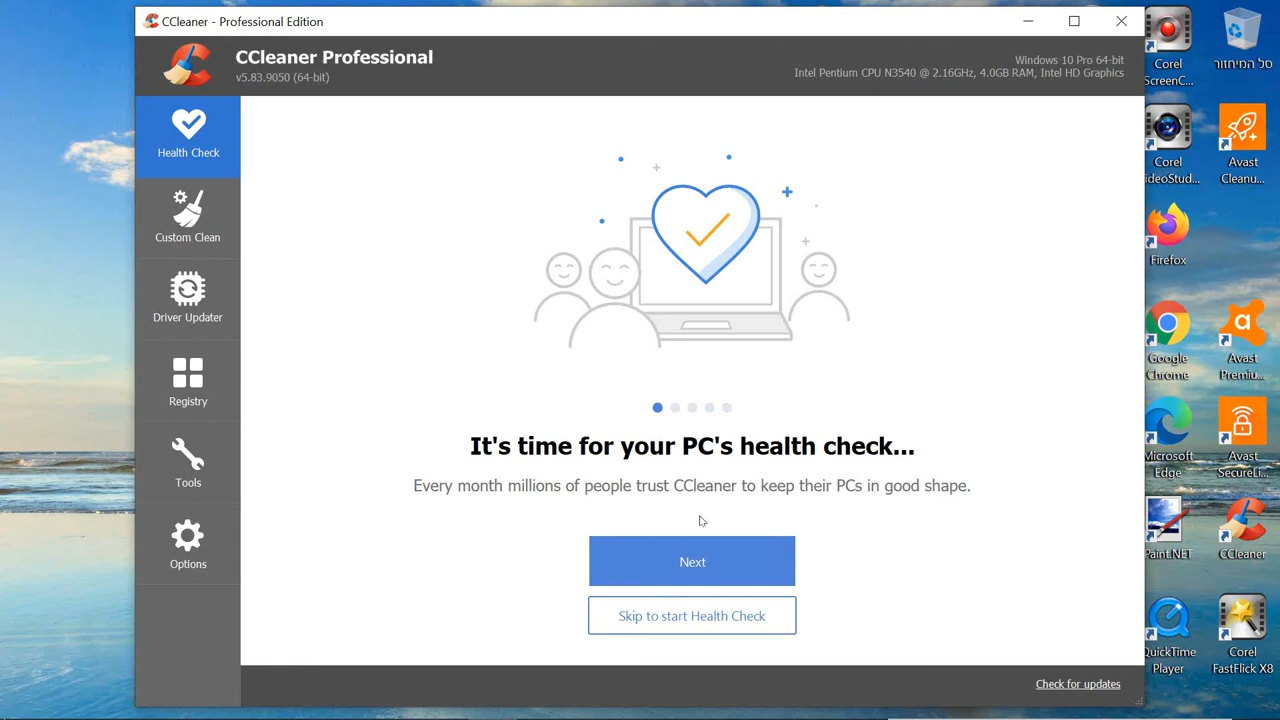 CCleaner - Professional Edition
CCleaner Professional
v5.83.9050 (64-bit)
Windows 10 Pro 64-bit
Intel Pentium CPU N3540 @ 2.16GHz, 4.0GB RAM, Intel HD Graphics
Health Check
Custom Clean
Driver Updater
Registry
Tools
Options
It's time for your PC's health check...
Every month millions of people trust CCleaner to keep their PCs in good shape.
Next
Skip to start Health Check
Check for updates
Corel
ScreenC...
סל המיחזור
Corel
ideoStud...
Avast
Cleanu...
Firefox
Google
Chrome
Avast
Premiu...
Microsoft
Edge
Avast
SecureLi...
Paint.NET
CCleaner
QuickTime
Player
Corel
FastFlick X8